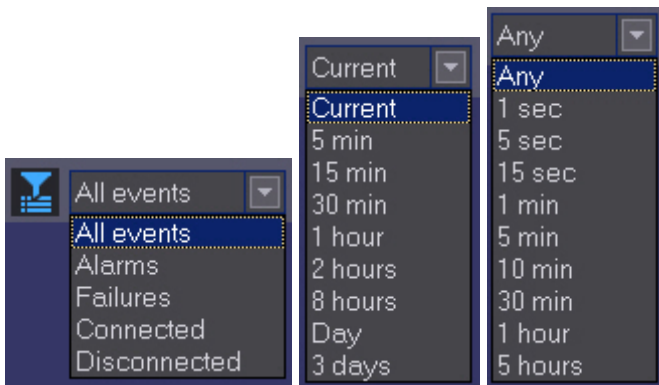 All events
All events
Alarms
Failures
Connected
Disconnected
Current
Current
5 min
15 min
30 min
1 hour
2 hours
8 hours
Day
3 days
Any
Any
1 sec
5 sec
15 sec
1 min
5 min
10 min
30 min
1 hour
5 hours